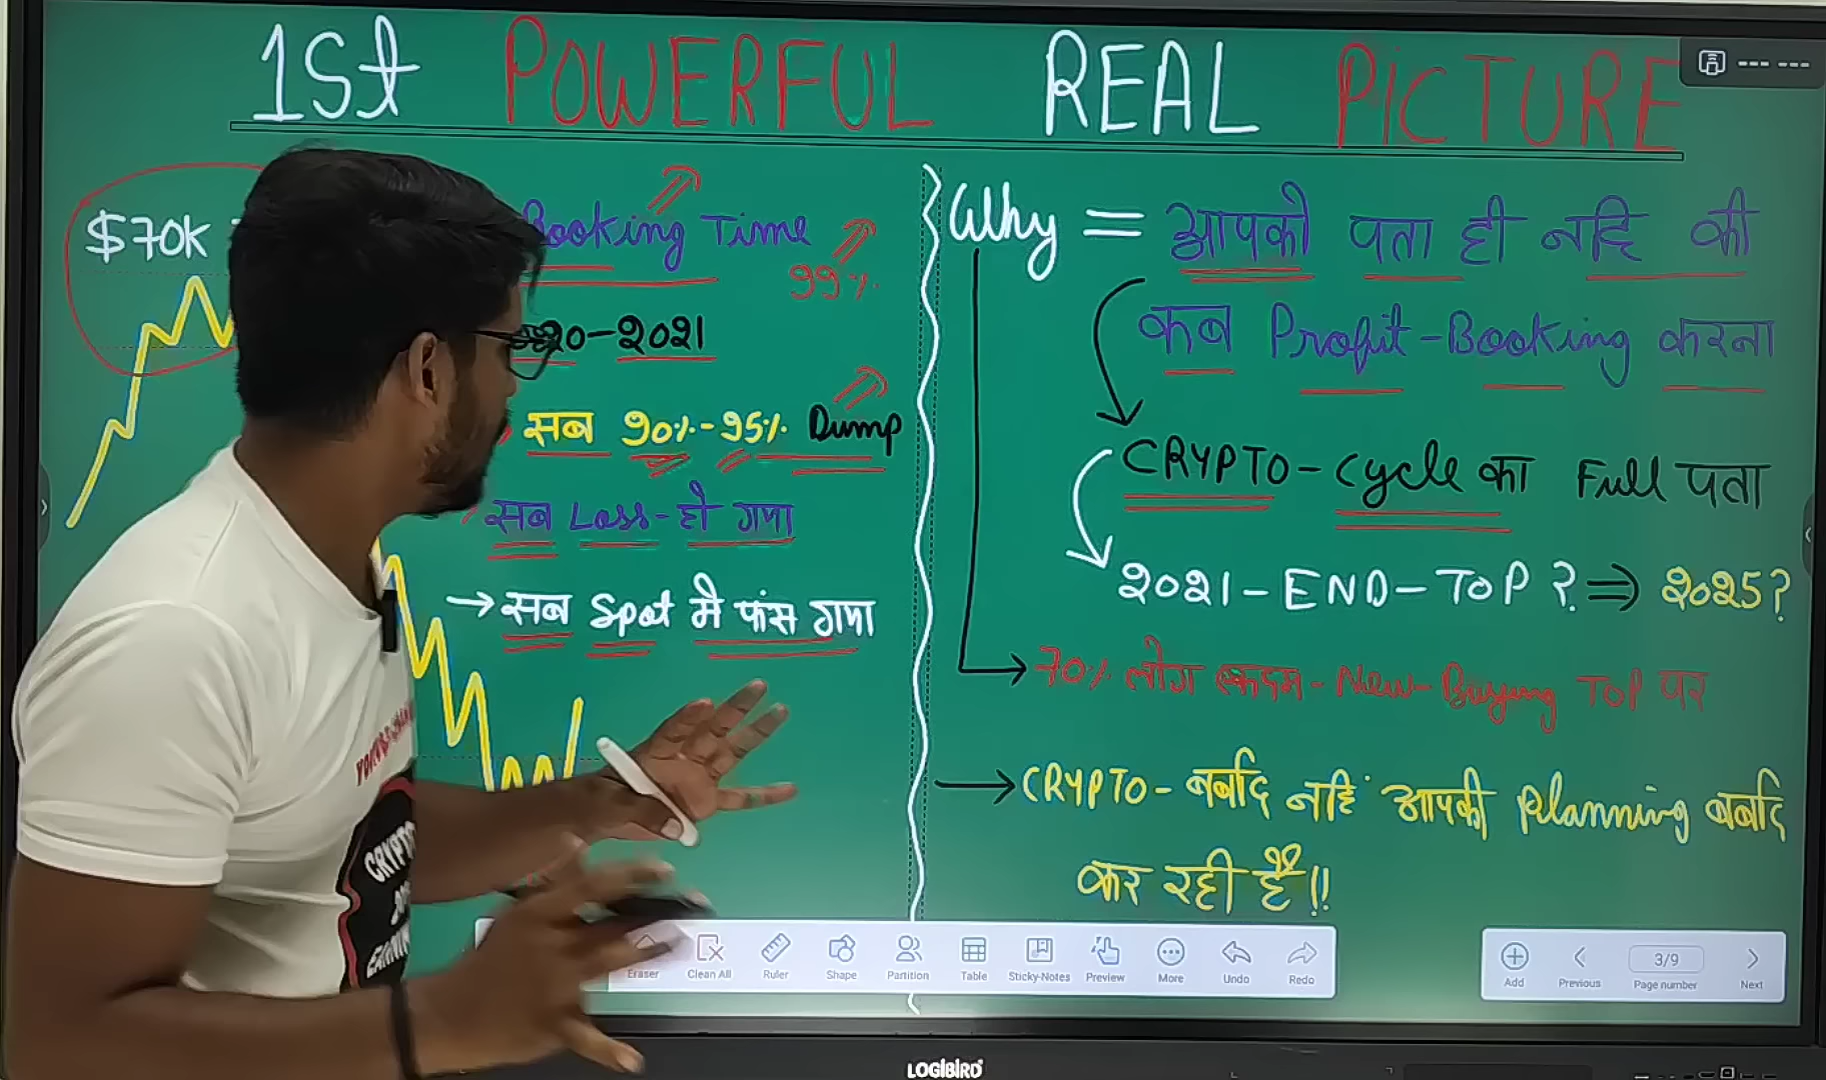 1St POWERFUL REAL PICTURE
$70K
Booking Time
99%
2021
सब 90%-95% Dump
सब Loss-हो गया
→ सब Spot मै फंस गया
Why = आपको पता ही नहि की
कब Profit-Booking करना
CRYPTO-Cycle का Full पता
2021-END-TOP? ⇒ 2025?
→ 70% लोग एकदम-New-Buying TOP पर
→ CRYPTO-बर्बाद नहि आपकी Planning बर्बाद
कर रही है!!
CRYPTO
Eraser Clean All Ruler Shape Partition Table Sticky-Notes Preview More Undo Redo
Add Previous 3/9 Page number Next
LOGIBIRD